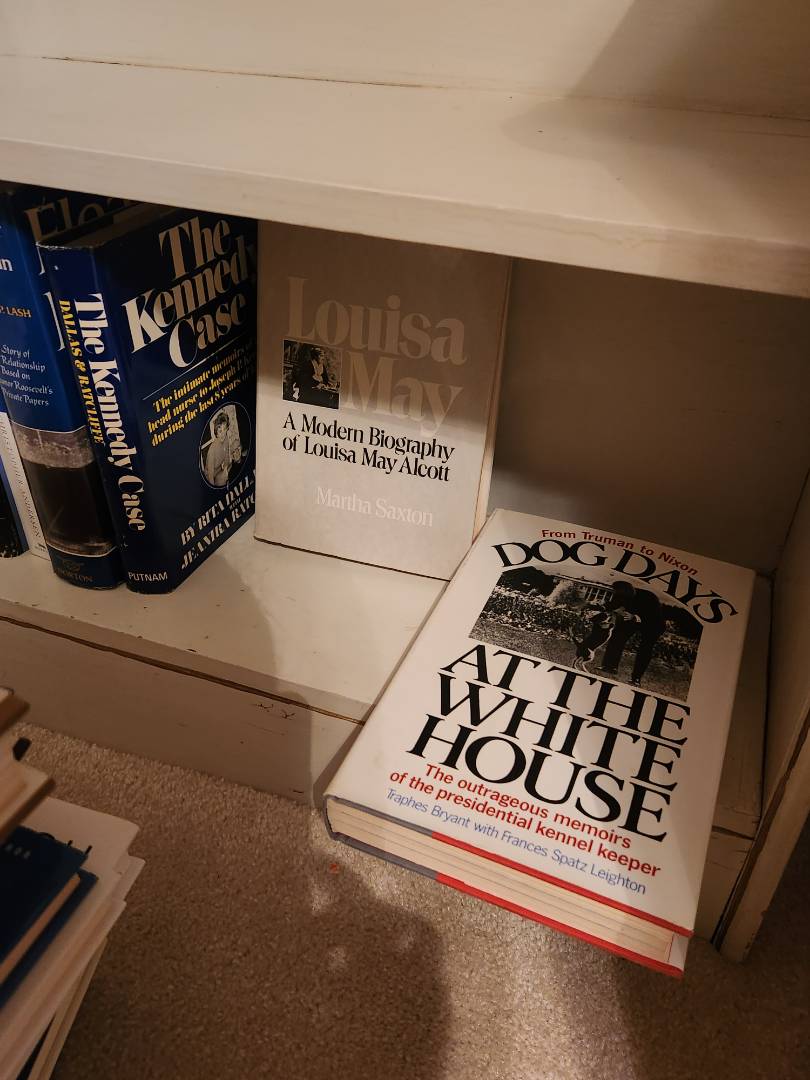 P. LASH
Story of
Relationship
Based on
Roosevelt's
Private Papers
NORTON
The Kennedy Case
DALLAS & RATCLIFFE
PUTNAM
The
Kennedy
Case
The intimate memoirs
head nurse to Joseph P.
during the last 8 years of
BY RITA
JEANIRA
Louisa
May
A Modern Biography
of Louisa May Alcott
Martha Saxton
From Truman to Nixon
DOG DAYS
AT THE
WHITE
HOUSE
The outrageous memoirs
of the presidential kennel keeper
Traphes Bryant with Frances Spatz Leighton